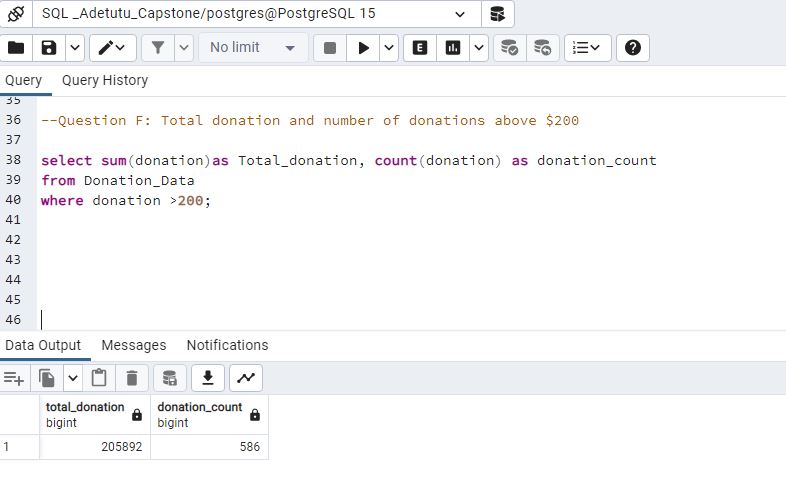 SQL _Adetutu_Capstone/postgres@PostgreSQL 15
No limit
E
Query Query History
35
36 --Question F: Total donation and number of donations above $200
37
38 select sum(donation)as Total_donation, count(donation) as donation_count
39 from Donation_Data
40 where donation >200;
41
42
43
44
45
46
Data Output Messages Notifications
total_donation donation_count
bigint bigint
1 205892 586